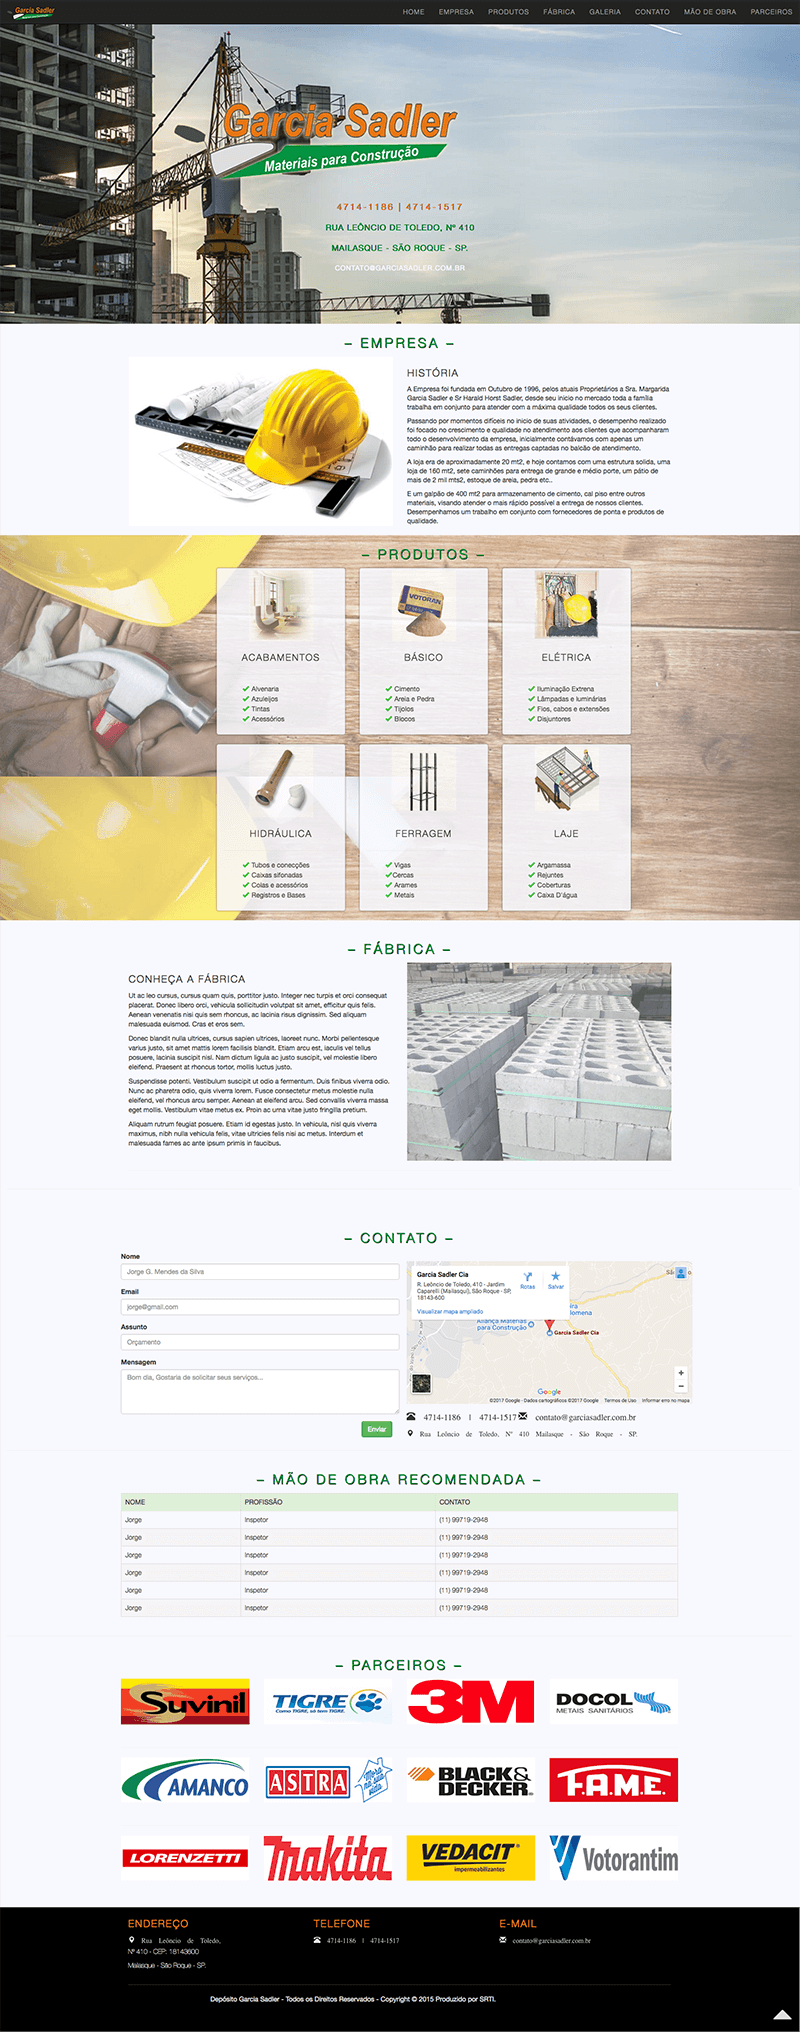 Garcia Sadler
HOME EMPRESA PRODUTOS FÁBRICA GALERIA CONTATO MÃO DE OBRA PARCEIROS
Garcia Sadler
Materiais para Construção
4714-1186 | 4714-1517
RUA LEÔNCIO DE TOLEDO, Nº 410
MAILASQUE - SÃO ROQUE - SP.
CONTATO@GARCIASADLER.COM.BR
– EMPRESA –
HISTÓRIA
A Empresa foi fundada em Outubro de 1996, pelos atuais Proprietários a Sra. Margarida
Garcia Sadler e Sr Harald Horst Sadler, desde seu inicio no mercado toda a família
trabalha em conjunto para atender com a máxima qualidade todos os seus clientes.
Passando por momentos difíceis no inicio de suas atividades, o desempenho realizado
foi focado no crescimento e qualidade no atendimento aos clientes que acompanharam
todo o desenvolvimento da empresa, inicialmente contávamos com apenas um
caminhão para realizar todas as entregas captadas no balcão de atendimento.
A loja era de aproximadamente 20 mt2, e hoje contamos com uma estrutura solida, uma
loja de 160 mt2, sete caminhões para entrega de grande e médio porte, um pátio de
mais de 2 mil mts2, estoque de areia, pedra etc..
E um galpão de 400 mt2 para armazenamento de cimento, cal piso entre outros
materiais, visando atender o mais rápido possível a entrega de nossos clientes.
Desempenhamos um trabalho em conjunto com fornecedores de ponta e produtos de
qualidade.
– PRODUTOS –
VOTORAN
ACABAMENTOS
Alvenaria
Azuleijos
Tintas
Acessórios
BÁSICO
Cimento
Areia e Pedra
Tijolos
Blocos
ELÉTRICA
Iluminação Extrena
Lâmpadas e luminárias
Fios, cabos e extensões
Disjuntores
HIDRÁULICA
Tubos e conecções
Caixas sifonadas
Colas e acessórios
Registros e Bases
FERRAGEM
Vigas
Cercas
Arames
Metais
LAJE
Argamassa
Rejuntes
Coberturas
Caixa D'água
– FÁBRICA –
CONHEÇA A FÁBRICA
Ut ac leo cursus, cursus quam quis, porttitor justo. Integer nec turpis et orci consequat
placerat. Donec libero orci, vehicula sollicitudin volutpat sit amet, efficitur quis felis.
Aenean venenatis nisi quis sem rhoncus, ac lacinia risus dignissim. Sed aliquam
malesuada euismod. Cras et eros sem.
Donec blandit nulla ultrices, cursus sapien ultrices, laoreet nunc. Morbi pellentesque
varius justo, sit amet mattis lorem facilisis blandit. Etiam arcu est, iaculis vel tellus
posuere, lacinia suscipit nisl. Nam dictum ligula ac justo suscipit, vel molestie libero
eleifend. Praesent at rhoncus tortor, mollis luctus justo.
Suspendisse potenti. Vestibulum suscipit ut odio a fermentum. Duis finibus viverra odio.
Nunc ac pharetra odio, quis viverra lorem. Fusce consectetur metus molestie nulla
eleifend, vel rhoncus arcu semper. Aenean at eleifend arcu. Sed convallis viverra massa
eget mollis. Vestibulum vitae metus ex. Proin ac urna vitae justo fringilla pretium.
Aliquam rutrum feugiat posuere. Etiam id egestas justo. In vehicula, nisl quis viverra
maximus, nibh nulla vehicula felis, vitae ultricies felis nisi ac metus. Interdum et
malesuada fames ac ante ipsum primis in faucibus.
– CONTATO –
Nome
Jorge G. Mendes da Silva
Email
jorge@gmail.com
Assunto
Orçamento
Mensagem
Bom dia, Gostaria de solicitar seus serviços...
Enviar
Garcia Sadler Cia
R. Leôncio de Toledo, 410 - Jardim
Caparelli (Mailasqui), São Roque - SP,
18143-600
Rotas Salvar
Visualizar mapa ampliado
Aliança Materias
para Construção
Garcia Sadler Cia
Google
©2017 Google - Dados cartográficos ©2017 Google Termos de Uso Informar erro no mapa
4714-1186 | 4714-1517 contato@garciasadler.com.br
Rua Leôncio de Toledo, Nº 410 Mailasque - São Roque - SP.
– MÃO DE OBRA RECOMENDADA –
NOME PROFISSÃO CONTATO
Jorge Inspetor (11) 99719-2948
Jorge Inspetor (11) 99719-2948
Jorge Inspetor (11) 99719-2948
Jorge Inspetor (11) 99719-2948
Jorge Inspetor (11) 99719-2948
Jorge Inspetor (11) 99719-2948
– PARCEIROS –
Suvinil
TIGRE
Como TIGRE, só tem TIGRE.
3M
DOCOL
METAIS SANITÁRIOS
AMANCO
ASTRA
Mora na sua vida
BLACK&
DECKER
F.A.M.E.
LORENZETTI
makita
VEDACIT
impermeabilizantes
Votorantim
ENDEREÇO
Rua Leôncio de Toledo,
Nº 410 - CEP: 18143600
Mailasque - São Roque - SP.
TELEFONE
4714-1186 | 4714-1517
E-MAIL
contato@garciasadler.com.br
Depósito Garcia Sadler - Todos os Direitos Reservados - Copyright © 2015 Produzido por SRTI.